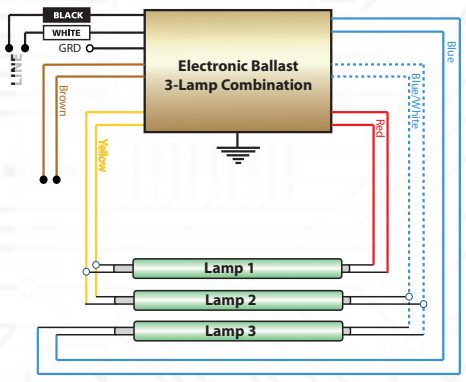 BLACK
WHITE
GRD
LINE
Electronic Ballast
3-Lamp Combination
Blue
Brown
Blue/White
Red
Yellow
Lamp 1
Lamp 2
Lamp 3